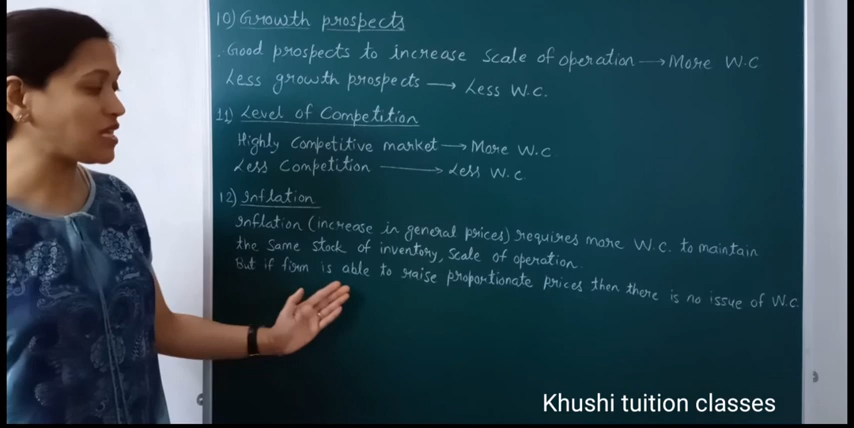 10) Growth prospects
. Good prospects to increase scale of operation → More W.C
Less growth prospects → Less W.C.
11) Level of Competition
Highly Competitive market → More W.C
Less Competition → Less W.C.
12) Inflation
Inflation (increase in general prices) requires more W.C. to maintain
the same stock of inventory, scale of operation.
But if firm is able to raise proportionate prices then there is no issue of W.C.
Khushi tuition classes